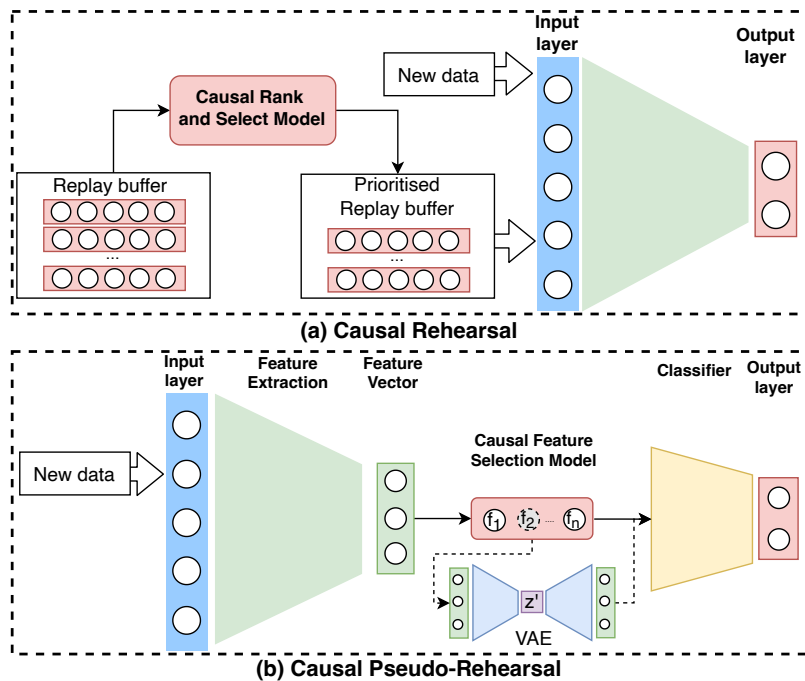 Input
layer
Output
layer
New data
Causal Rank
and Select Model
Replay buffer
...
Prioritised
Replay buffer
...
(a) Causal Rehearsal
Input
layer
Feature
Extraction
Feature
Vector
Classifier
Output
layer
New data
Causal Feature
Selection Model
f1 f2 .... fn
z'
VAE
(b) Causal Pseudo-Rehearsal